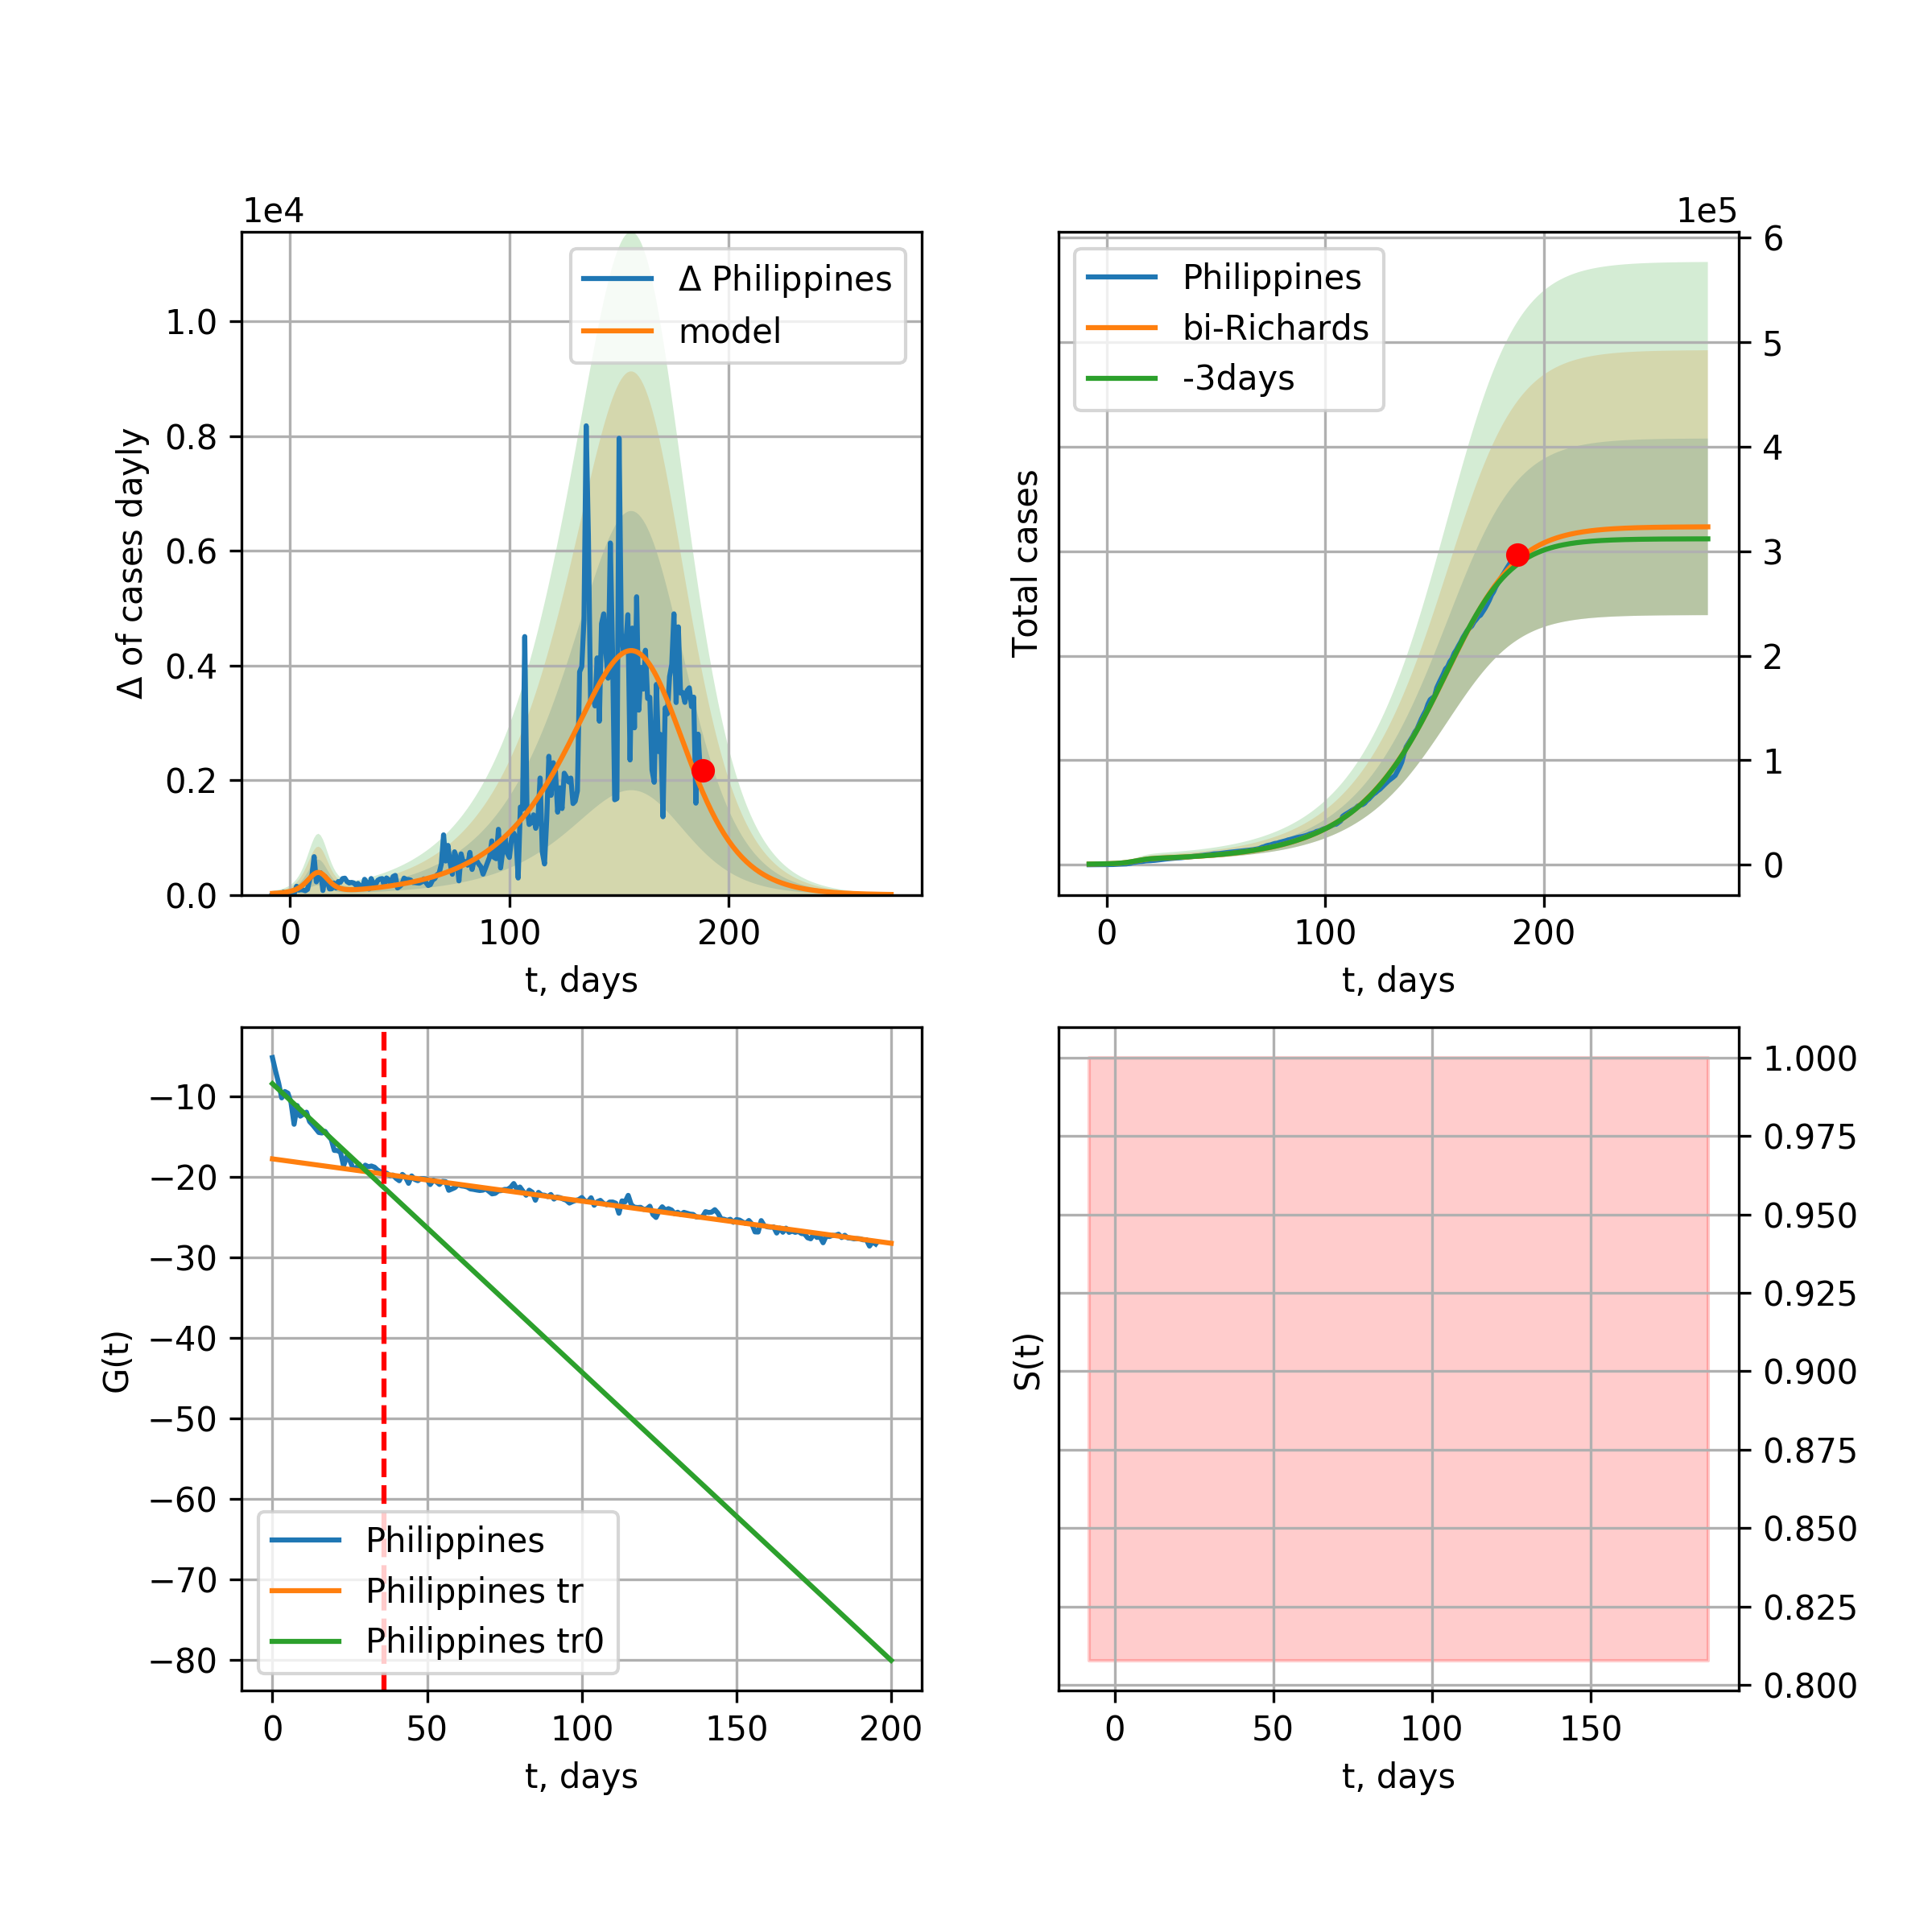 1e4
Δ of cases dayly
1.0
0.8
0.6
0.4
0.2
0.0
Δ Philippines
model
0 100 200
t, days
1e5
Total cases
Philippines
bi-Richards
-3days
6
5
4
3
2
1
0
0 100 200
t, days
G(t)
−10
−20
−30
−40
−50
−60
−70
−80
Philippines
Philippines tr
Philippines tr0
0 50 100 150 200
t, days
S(t)
1.000
0.975
0.950
0.925
0.900
0.875
0.850
0.825
0.800
0 50 100 150
t, days